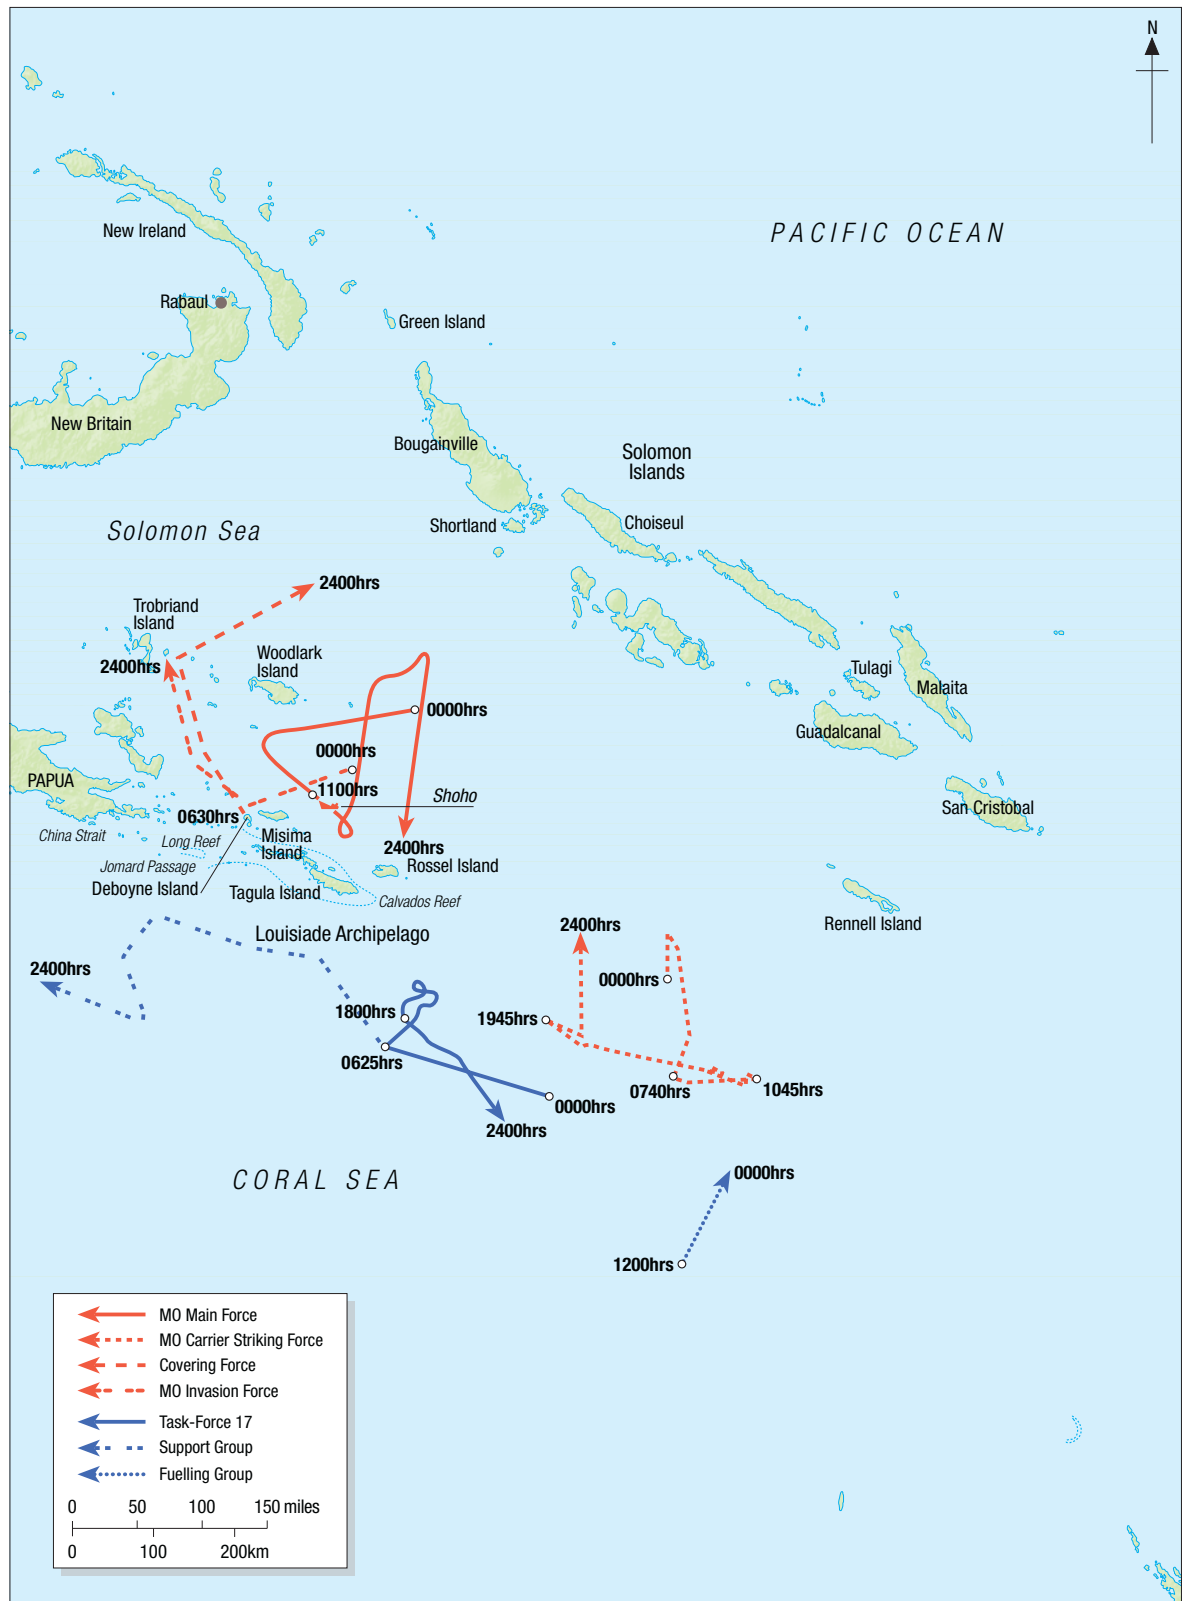 N
PACIFIC OCEAN
New Ireland
Rabaul
Green Island
New Britain
Bougainville
Solomon
Islands
Shortland
Choiseul
Solomon Sea
2400hrs
Trobriand
Island
2400hrs
Woodlark
Island
Tulagi
Malaita
0000hrs
Guadalcanal
0000hrs
PAPUA
1100hrs
Shoho
San Cristobal
0630hrs
China Strait
Long Reef
Misima
Island
2400hrs
Jomard Passage
Rossel Island
Deboyne Island
Tagula Island
Calvados Reef
Rennell Island
Louisiade Archipelago
2400hrs
2400hrs
0000hrs
1800hrs
1945hrs
0625hrs
0740hrs
1045hrs
0000hrs
2400hrs
CORAL SEA
0000hrs
1200hrs
MO Main Force
MO Carrier Striking Force
Covering Force
MO Invasion Force
Task-Force 17
Support Group
Fuelling Group
0 50 100 150 miles
0 100 200km